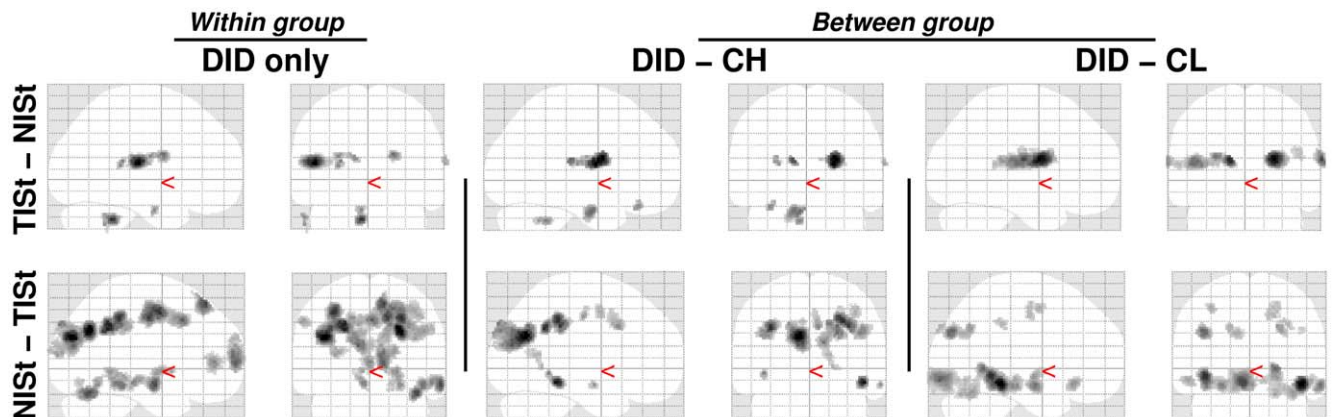 Within group
Between group
DID only
DID – CH
DID – CL
TISt – NISt
NISt – TISt
<
<
<
<
<
<
<
<
<
<
<
<